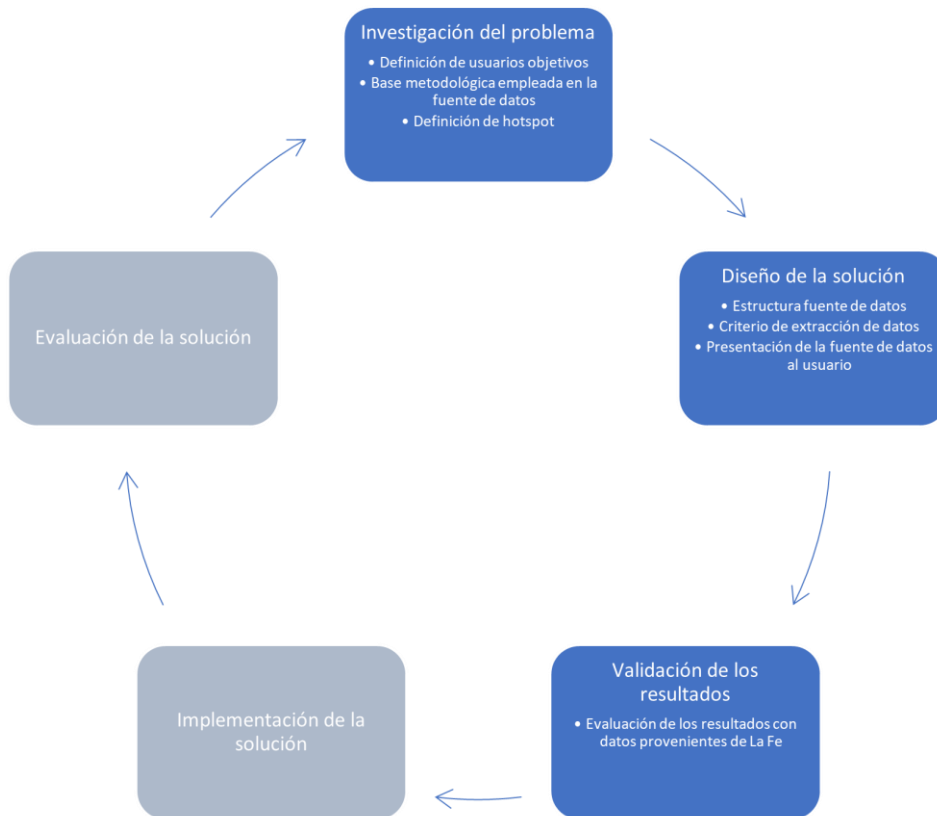 Investigación del problema
• Definición de usuarios objetivos
• Base metodológica empleada en la
fuente de datos
• Definición de hotspot
Diseño de la solución
• Estructura fuente de datos
• Criterio de extracción de datos
• Presentación de la fuente de datos
al usuario
Validación de los
resultados
• Evaluación de los resultados con
datos provenientes de La Fe
Implementación de la
solución
Evaluación de la solución